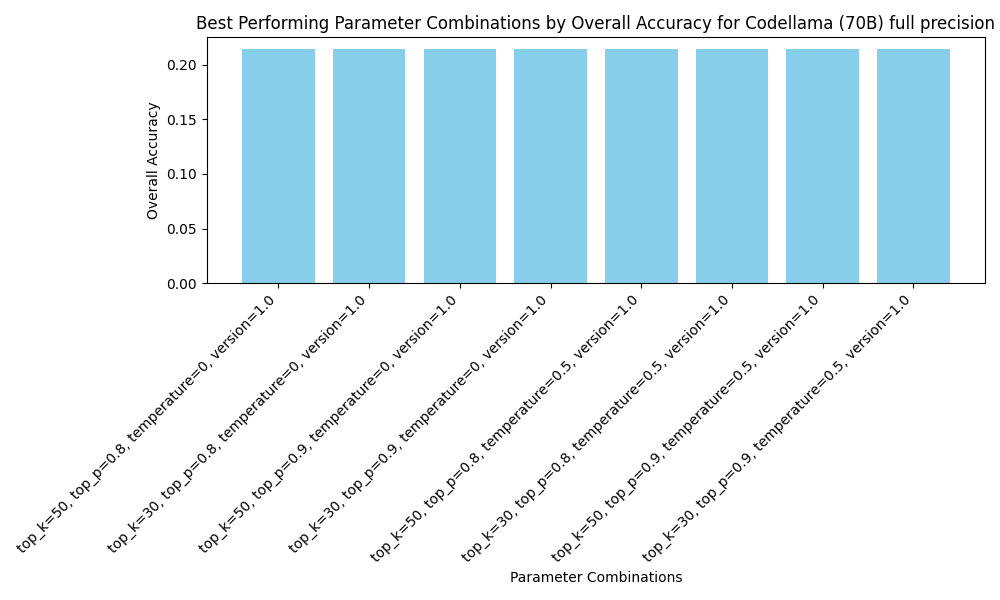 Best Performing Parameter Combinations by Overall Accuracy for Codellama (70B) full precision
Overall Accuracy
0.20
0.15
0.10
0.05
0.00
top_k=50, top_p=0.8, temperature=0, version=1.0
top_k=30, top_p=0.8, temperature=0, version=1.0
top_k=50, top_p=0.9, temperature=0, version=1.0
top_k=30, top_p=0.9, temperature=0, version=1.0
top_k=50, top_p=0.8, temperature=0.5, version=1.0
top_k=30, top_p=0.8, temperature=0.5, version=1.0
top_k=50, top_p=0.9, temperature=0.5, version=1.0
top_k=30, top_p=0.9, temperature=0.5, version=1.0
Parameter Combinations